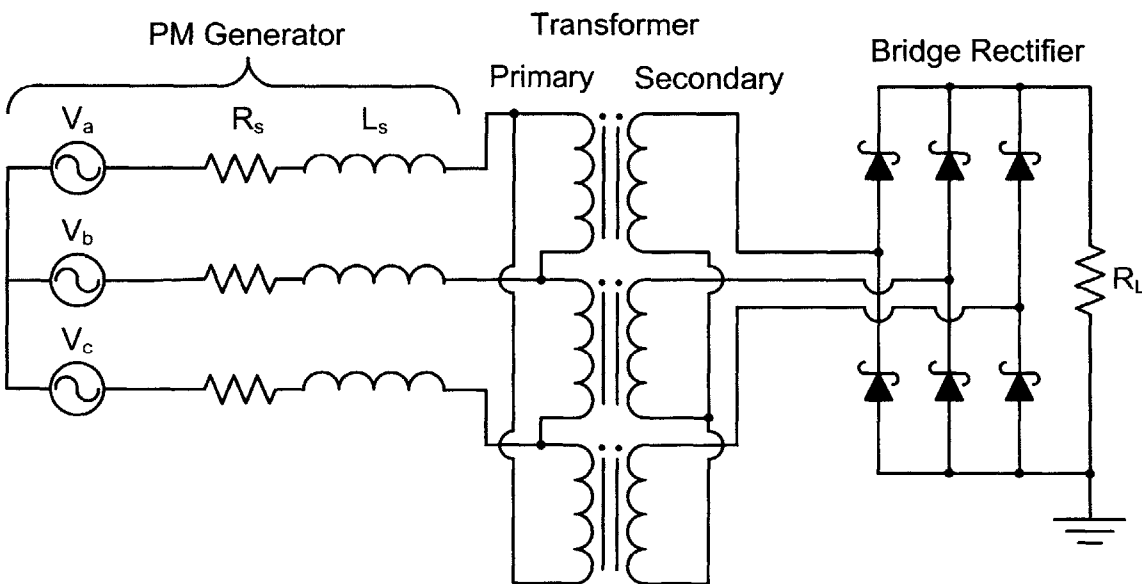 PM Generator
Transformer
Bridge Rectifier
Primary
Secondary
Va
Rs
Ls
Vb
Vc
RL